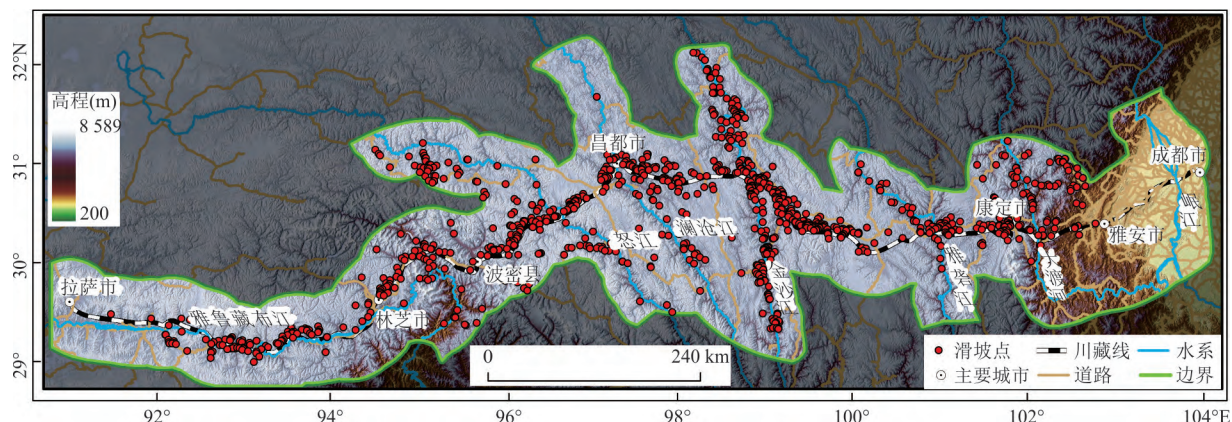 32°N
31°
30°
29°
高程(m)
8 589
200
昌都市
成都市
岷江
康定市
雅安市
澜沧江
怒江
金沙江
雅砻江
大渡河
波密县
拉萨市
雅鲁藏布江
林芝市
0
240 km
滑坡点
川藏线
水系
主要城市
道路
边界
92°
94°
96°
98°
100°
102°
104°E